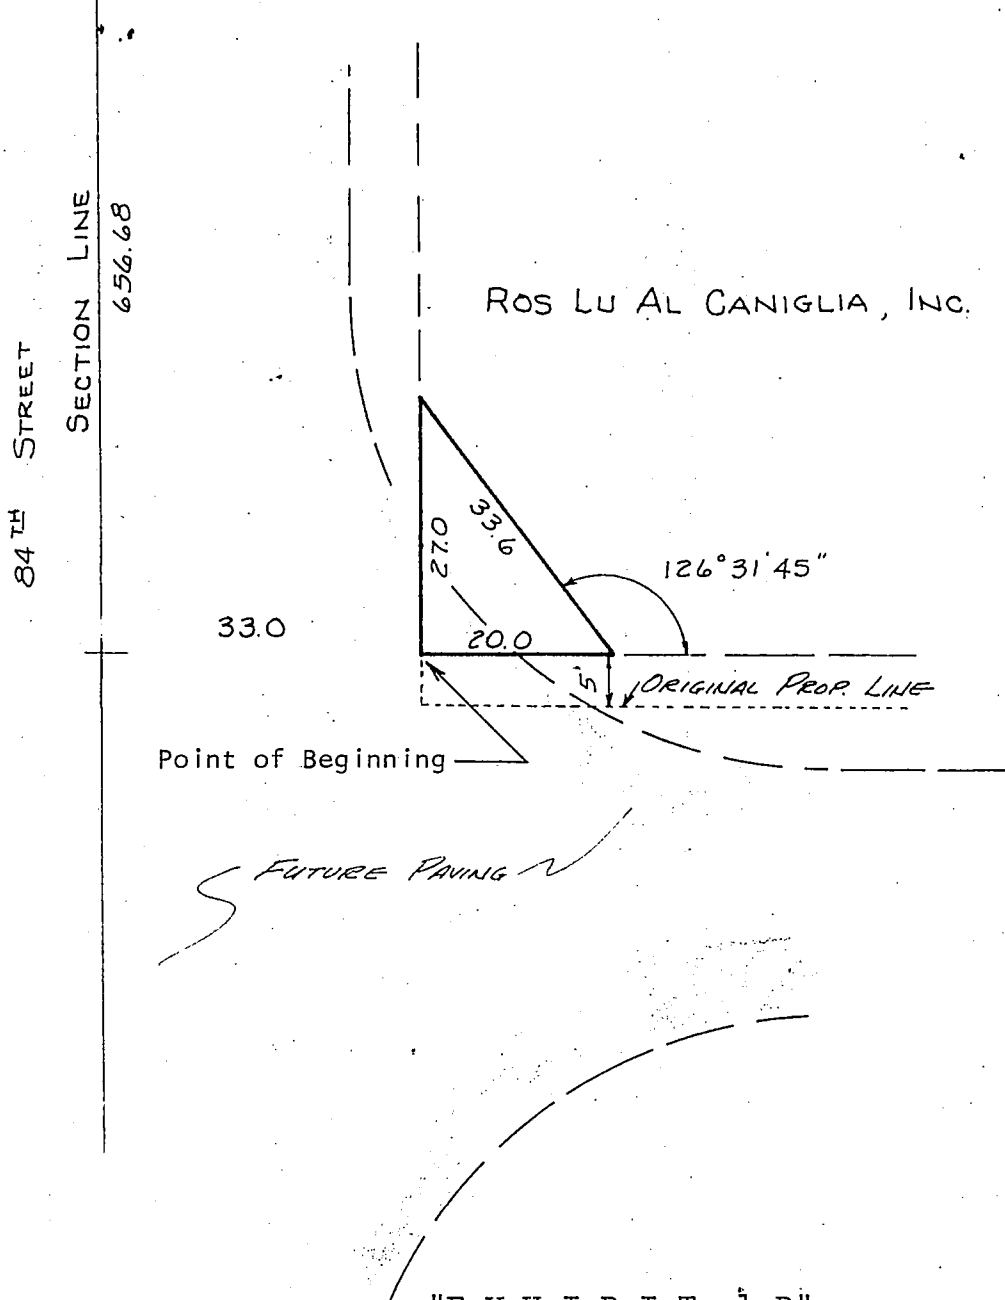 84TH STREET
SECTION LINE
656.68
ROS LU AL CANIGLIA, INC.
33.6
27.0
126°31'45"
33.0
20.0
5'
ORIGINAL PROP. LINE
Point of Beginning
FUTURE PAVING